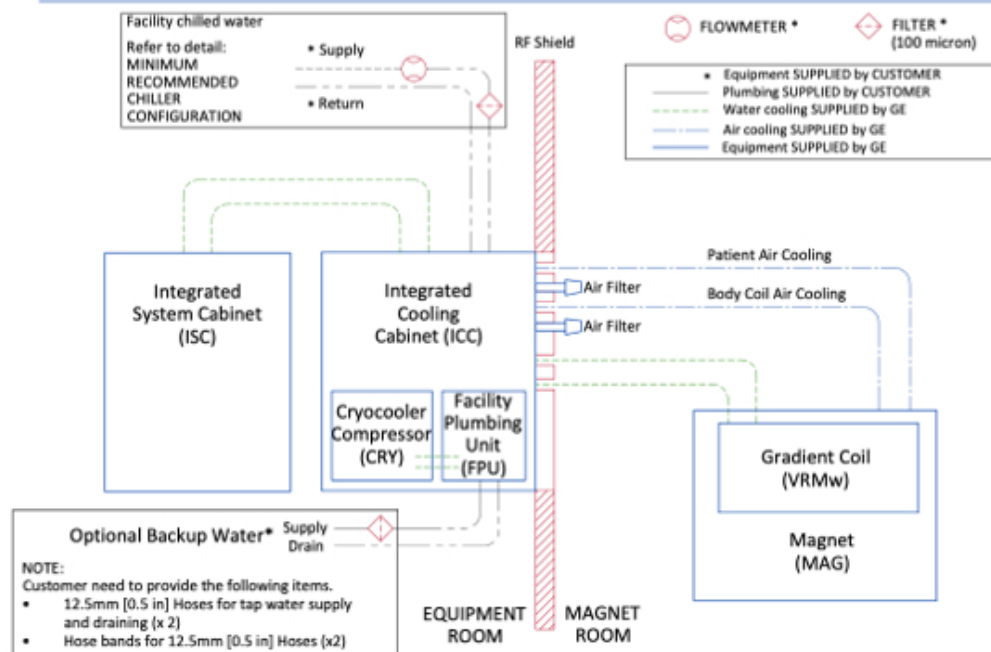 Facility chilled water
Refer to detail:
MINIMUM
RECOMMENDED
CHILLER
CONFIGURATION
* Supply
* Return
RF Shield
FLOWMETER *
FILTER *
(100 micron)
* Equipment SUPPLIED by CUSTOMER
Plumbing SUPPLIED by CUSTOMER
Water cooling SUPPLIED by GE
Air cooling SUPPLIED by GE
Equipment SUPPLIED by GE
Integrated
System Cabinet
(ISC)
Integrated
Cooling
Cabinet (ICC)
Cryocooler
Compressor
(CRY)
Facility
Plumbing
Unit
(FPU)
Patient Air Cooling
Air Filter
Body Coil Air Cooling
Air Filter
Gradient Coil
(VRMw)
Magnet
(MAG)
Optional Backup Water*
Supply
Drain
NOTE:
Customer need to provide the following items.
• 12.5mm [0.5 in] Hoses for tap water supply
and draining (x 2)
• Hose bands for 12.5mm [0.5 in] Hoses (x2)
EQUIPMENT
ROOM
MAGNET
ROOM